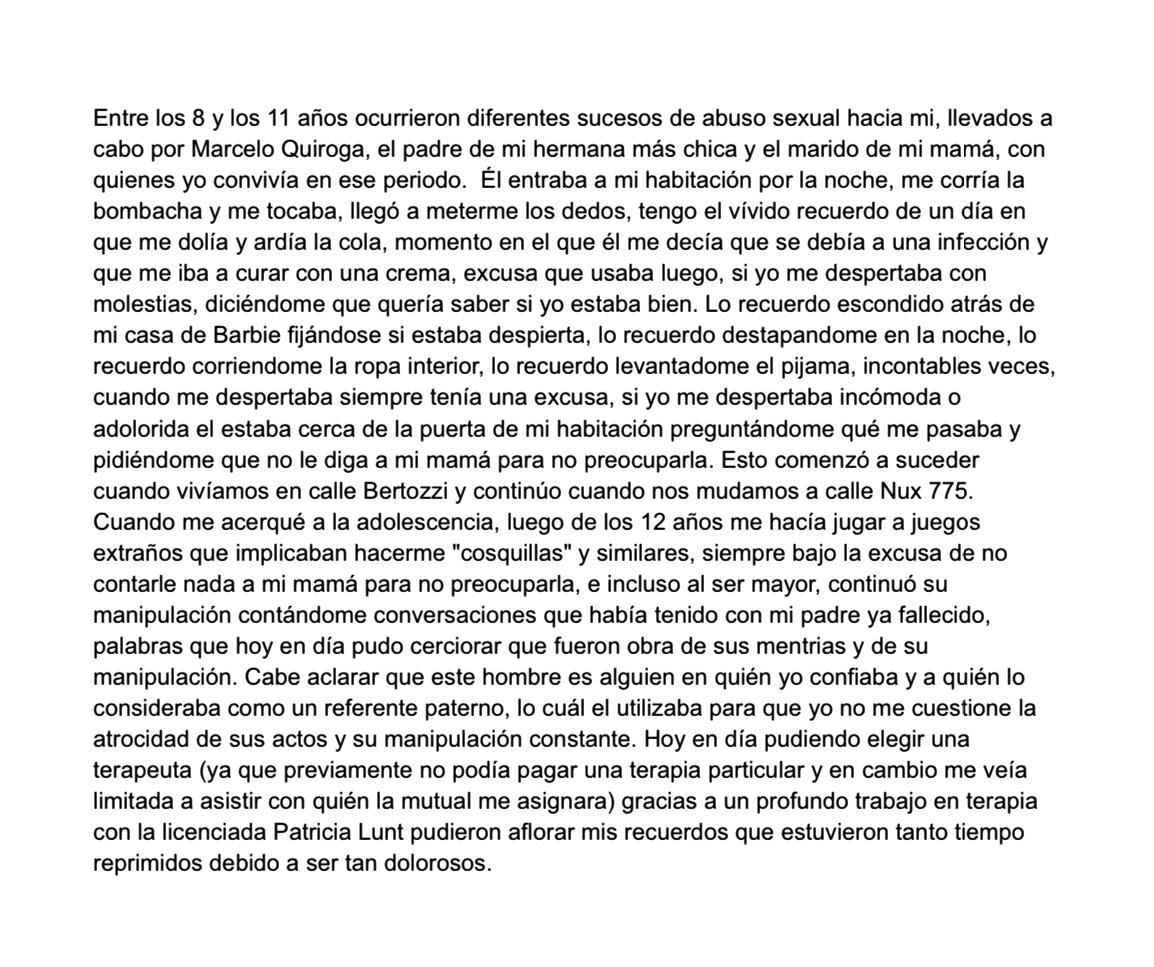 Entre los 8 y los 11 años ocurrieron diferentes sucesos de abuso sexual hacia mi, llevados a
cabo por Marcelo Quiroga, el padre de mi hermana más chica y el marido de mi mamá, con
quienes yo convivía en ese periodo.  Él entraba a mi habitación por la noche, me corría la
bombacha y me tocaba, llegó a meterme los dedos, tengo el vívido recuerdo de un día en
que me dolía y ardía la cola, momento en el que él me decía que se debía a una infección y
que me iba a curar con una crema, excusa que usaba luego, si yo me despertaba con
molestias, diciéndome que quería saber si yo estaba bien. Lo recuerdo escondido atrás de
mi casa de Barbie fijándose si estaba despierta, lo recuerdo destapandome en la noche, lo
recuerdo corriendome la ropa interior, lo recuerdo levantadome el pijama, incontables veces,
cuando me despertaba siempre tenía una excusa, si yo me despertaba incómoda o
adolorida el estaba cerca de la puerta de mi habitación preguntándome qué me pasaba y
pidiéndome que no le diga a mi mamá para no preocuparla. Esto comenzó a suceder
cuando vivíamos en calle Bertozzi y continúo cuando nos mudamos a calle Nux 775.
Cuando me acerqué a la adolescencia, luego de los 12 años me hacía jugar a juegos
extraños que implicaban hacerme "cosquillas" y similares, siempre bajo la excusa de no
contarle nada a mi mamá para no preocuparla, e incluso al ser mayor, continuó su
manipulación contándome conversaciones que había tenido con mi padre ya fallecido,
palabras que hoy en día pudo cerciorar que fueron obra de sus mentrias y de su
manipulación. Cabe aclarar que este hombre es alguien en quién yo confiaba y a quién lo
consideraba como un referente paterno, lo cuál el utilizaba para que yo no me cuestione la
atrocidad de sus actos y su manipulación constante. Hoy en día pudiendo elegir una
terapeuta (ya que previamente no podía pagar una terapia particular y en cambio me veía
limitada a asistir con quién la mutual me asignara) gracias a un profundo trabajo en terapia
con la licenciada Patricia Lunt pudieron aflorar mis recuerdos que estuvieron tanto tiempo
reprimidos debido a ser tan dolorosos.